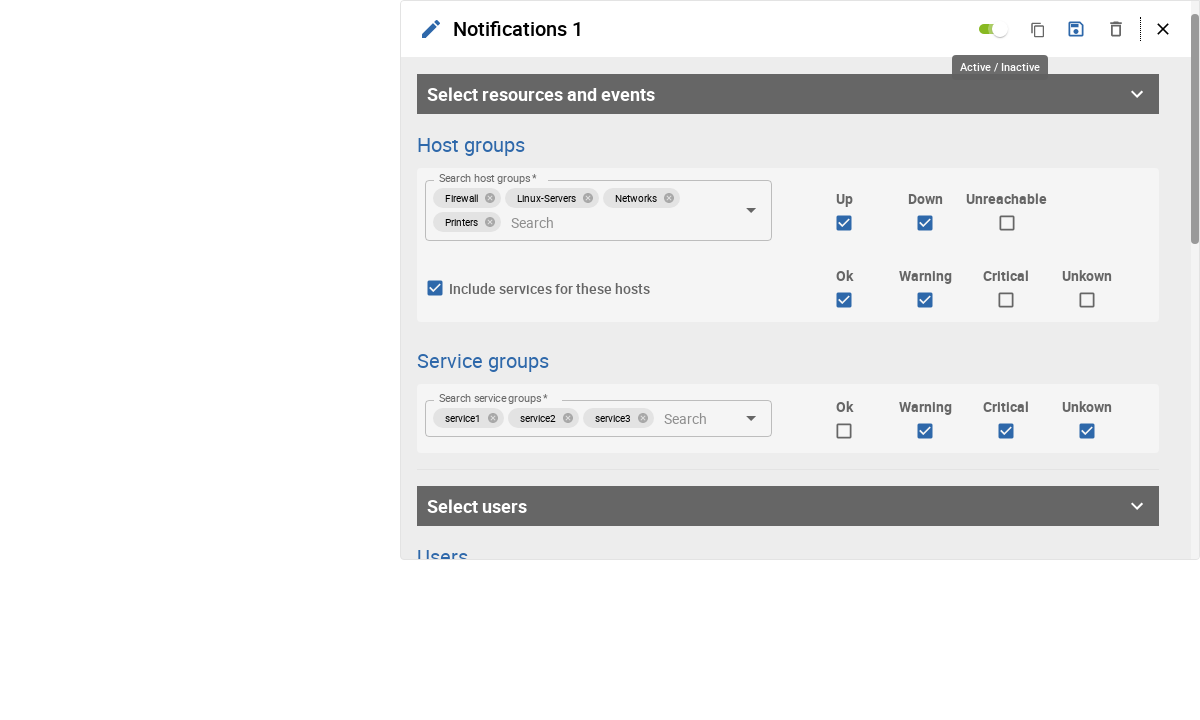 Notifications 1
Active / Inactive
Select resources and events
Host groups
Search host groups *
Firewall Linux-Servers Networks
Printers Search
Up Down Unreachable
Include services for these hosts
Ok Warning Critical Unkown
Service groups
Search service groups *
service1 service2 service3 Search
Ok Warning Critical Unkown
Select users
Users